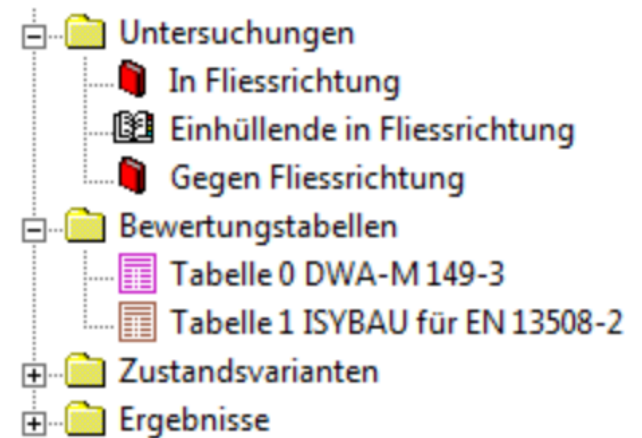 Untersuchungen
In Fliessrichtung
Einhüllende in Fliessrichtung
Gegen Fliessrichtung
Bewertungstabellen
Tabelle 0 DWA-M 149-3
Tabelle 1 ISYBAU für EN 13508-2
Zustandsvarianten
Ergebnisse